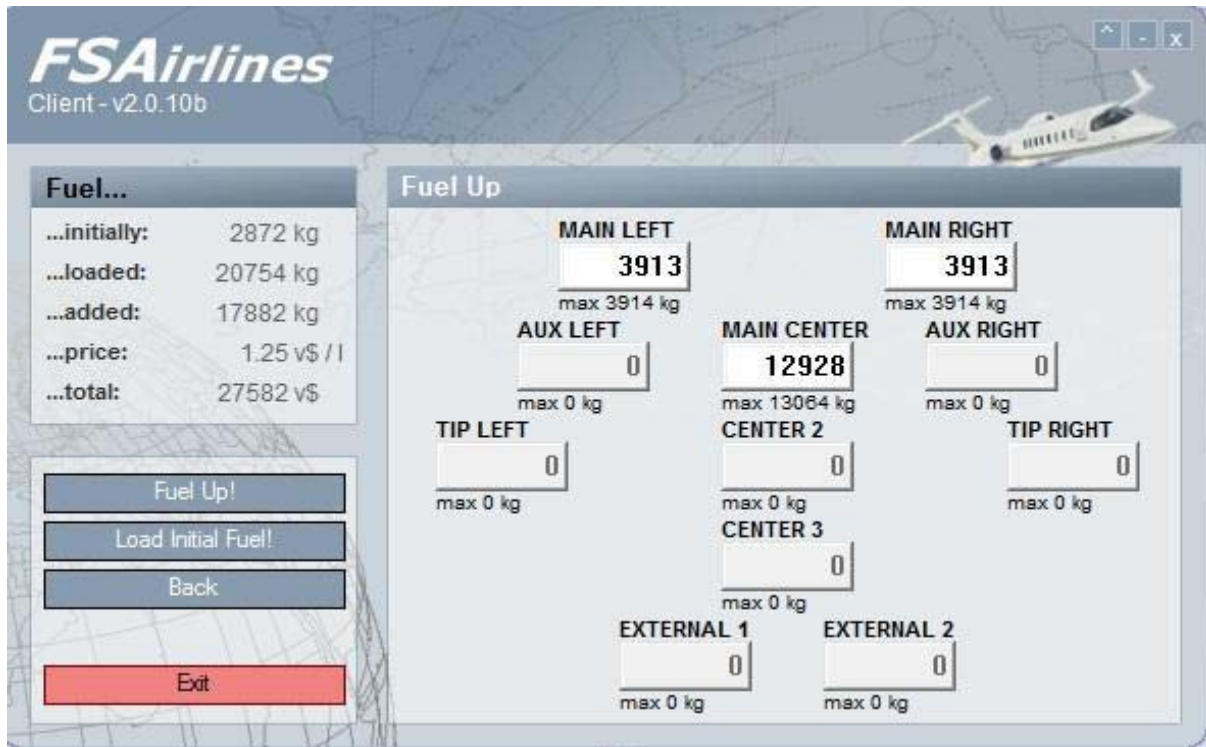 FSAirlines
Client - v2.0.10b
^ - x
Fuel...
...initially: 2872 kg
...loaded: 20754 kg
...added: 17882 kg
...price: 1.25 v$ / l
...total: 27582 v$
Fuel Up!
Load Initial Fuel!
Back
Exit
Fuel Up
MAIN LEFT MAIN RIGHT
3913 3913
max 3914 kg max 3914 kg
AUX LEFT MAIN CENTER AUX RIGHT
0 12928 0
max 0 kg max 13064 kg max 0 kg
TIP LEFT CENTER 2 TIP RIGHT
0 0 0
max 0 kg max 0 kg max 0 kg
CENTER 3
0
max 0 kg
EXTERNAL 1 EXTERNAL 2
0 0
max 0 kg max 0 kg